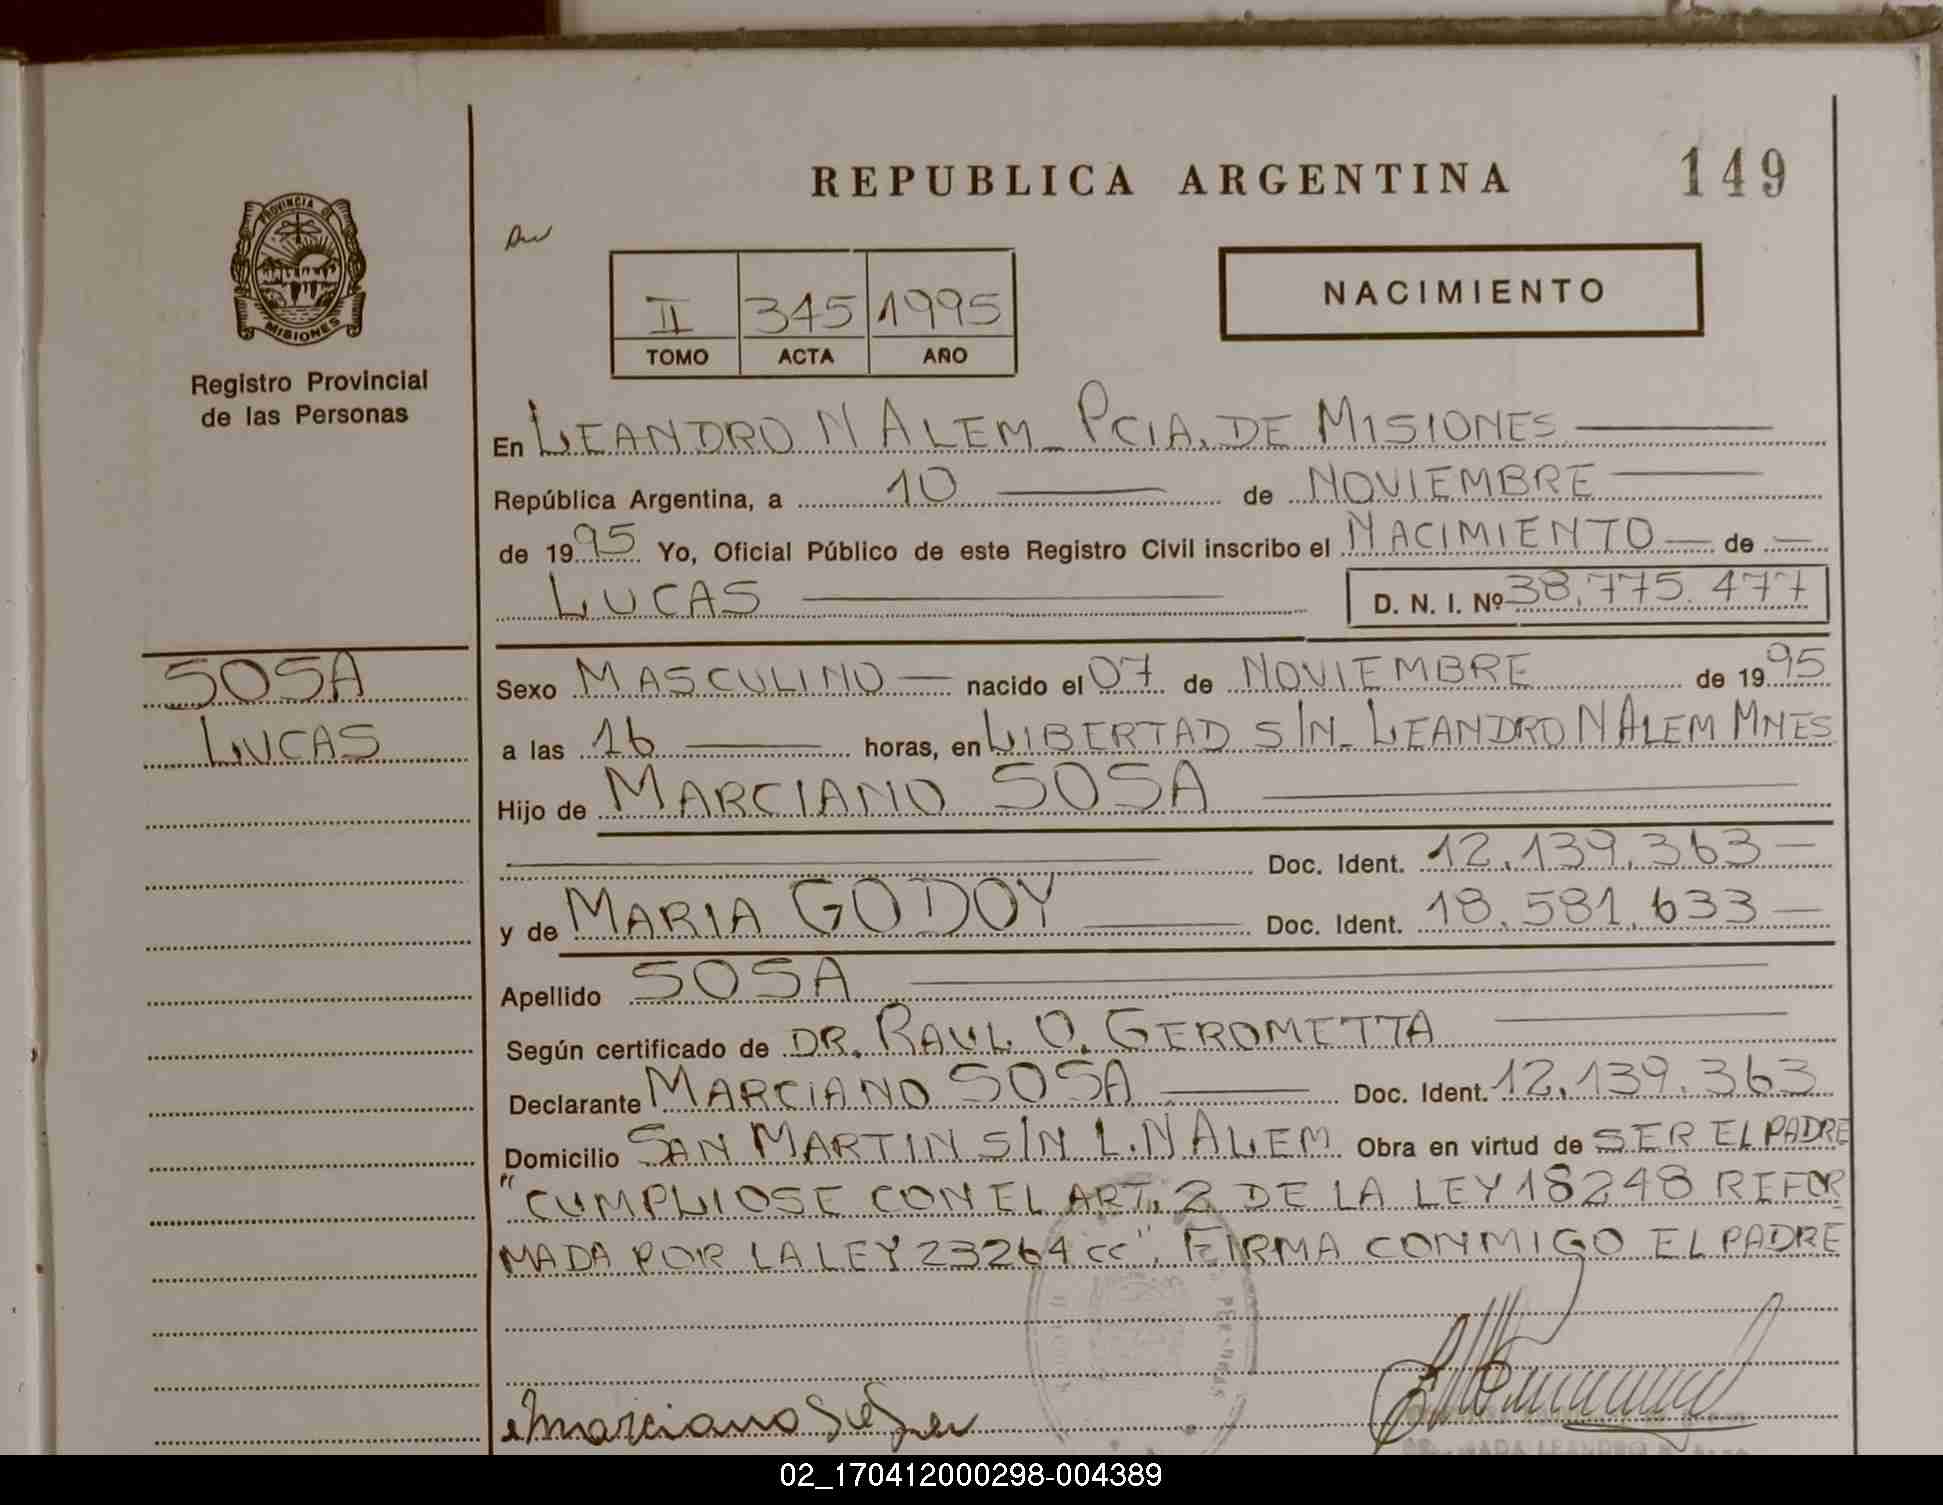 REPUBLICA ARGENTINA
149
PROVINCIA DE
MISIONES
Registro Provincial
de las Personas
II 345 1995
TOMO ACTA AÑO
NACIMIENTO
En LEANDRO N ALEM - PCIA. DE MISIONES
República Argentina, a 10 de NOVIEMBRE
de 1995 Yo, Oficial Público de este Registro Civil inscribo el NACIMIENTO de
LUCAS D. N. I. Nº 38.775.477
SOSA
LUCAS
Sexo MASCULINO nacido el 07 de NOVIEMBRE de 1995
a las 16 horas, en LIBERTAD S/N - LEANDRO N ALEM MNES
Hijo de MARCIANO SOSA
Doc. Ident. 12.139.363
y de MARIA GODOY Doc. Ident. 18.581.633
Apellido SOSA
Según certificado de DR. RAUL O. GEROMETTA
Declarante MARCIANO SOSA Doc. Ident. 12.139.363
Domicilio SAN MARTIN S/N L.N ALEM Obra en virtud de SER EL PADRE
"CUMPLIOSE CON EL ART. 2 DE LA LEY 18248 REFOR
MADA POR LA LEY 23264 CC". FIRMA CONMIGO EL PADRE
Marciano Sosa
02_170412000298-004389